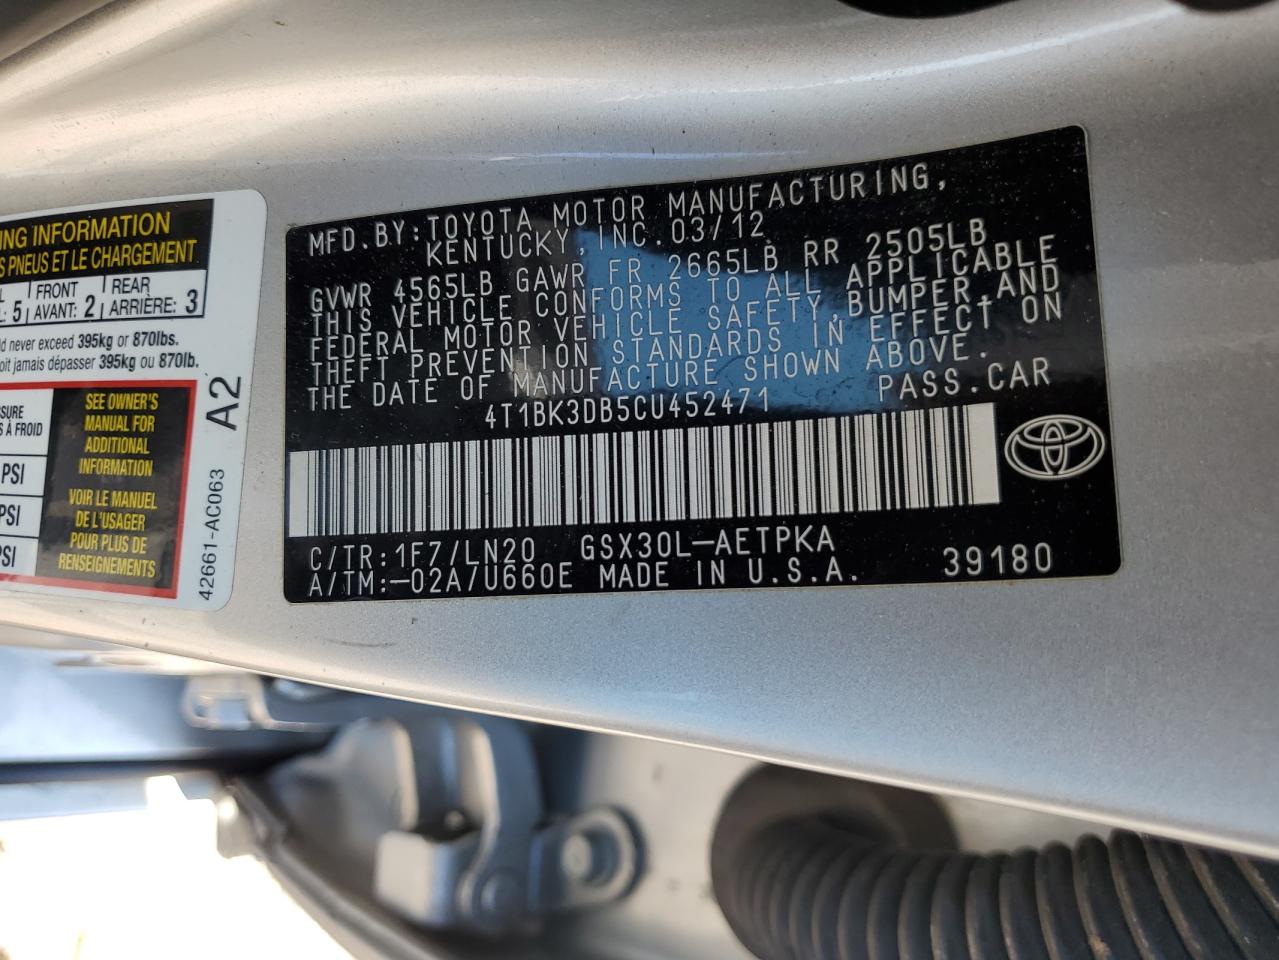 NG INFORMATION
S PNEUS ET LE CHARGEMENT
FRONT REAR
: 5 AVANT: 2 ARRIÈRE: 3
ld never exceed 395kg or 870lbs.
oit jamais dépasser 395kg ou 870lb.
SSURE
S À FROID
PSI
PSI
PSI
SEE OWNER'S
MANUAL FOR
ADDITIONAL
INFORMATION
VOIR LE MANUEL
DE L'USAGER
POUR PLUS DE
RENSEIGNEMENTS
A2
42661-AC063
MFD.BY:TOYOTA MOTOR MANUFACTURING,
KENTUCKY,INC.03/12
GVWR 4565LB GAWR FR 2665LB RR 2505LB
THIS VEHICLE CONFORMS TO ALL APPLICABLE
FEDERAL MOTOR VEHICLE SAFETY,BUMPER,AND
THEFT PREVENTION STANDARDS IN EFFECT ON
THE DATE OF MANUFACTURE SHOWN ABOVE.
4T1BK3DB5CU452471 PASS.CAR
C/TR:1F7/LN20 GSX30L-AETPKA
A/TM:-02A/U660E MADE IN U.S.A. 39180